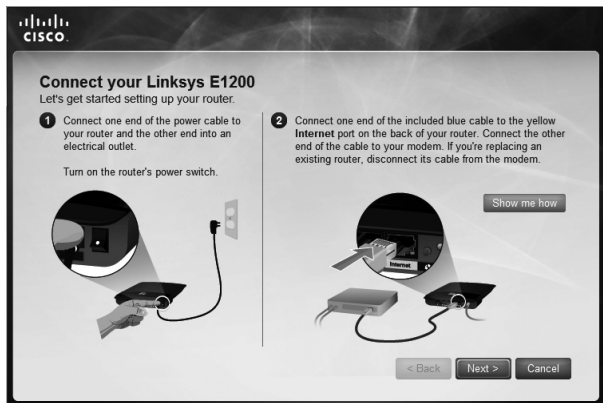 CISCO.
Connect your Linksys E1200
Let's get started setting up your router.
1
Connect one end of the power cable to
your router and the other end into an
electrical outlet.
Turn on the router's power switch.
2
Connect one end of the included blue cable to the yellow
Internet port on the back of your router. Connect the other
end of the cable to your modem. If you're replacing an
existing router, disconnect its cable from the modem.
Show me how
Internet
< Back
Next >
Cancel